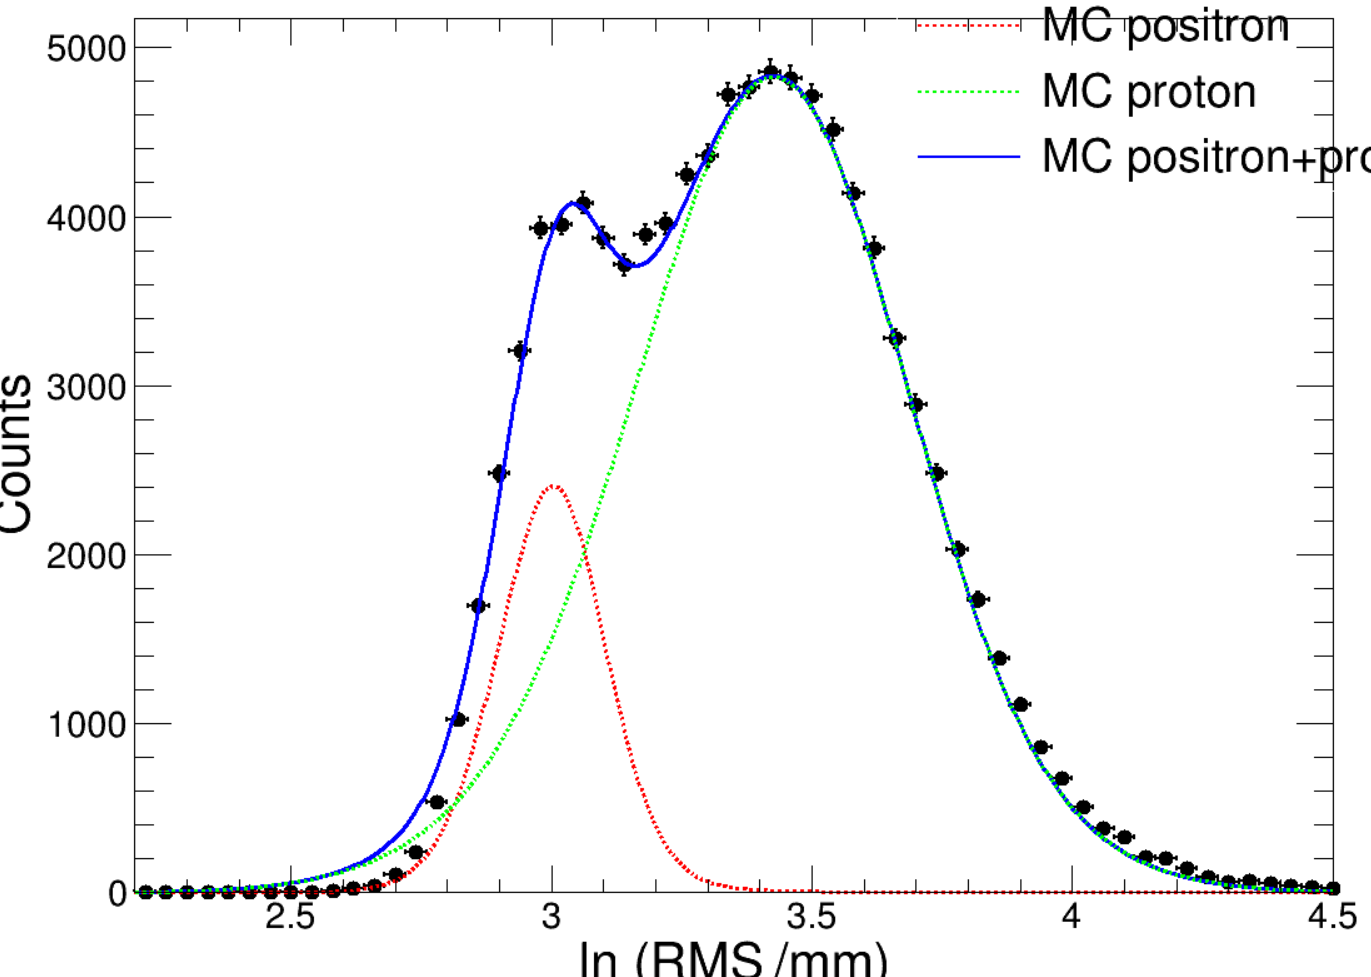 MC positron
MC proton
MC positron+pro
5000
4000
3000
2000
1000
0
Counts
2.5 3 3.5 4 4.5
ln (RMS /mm)